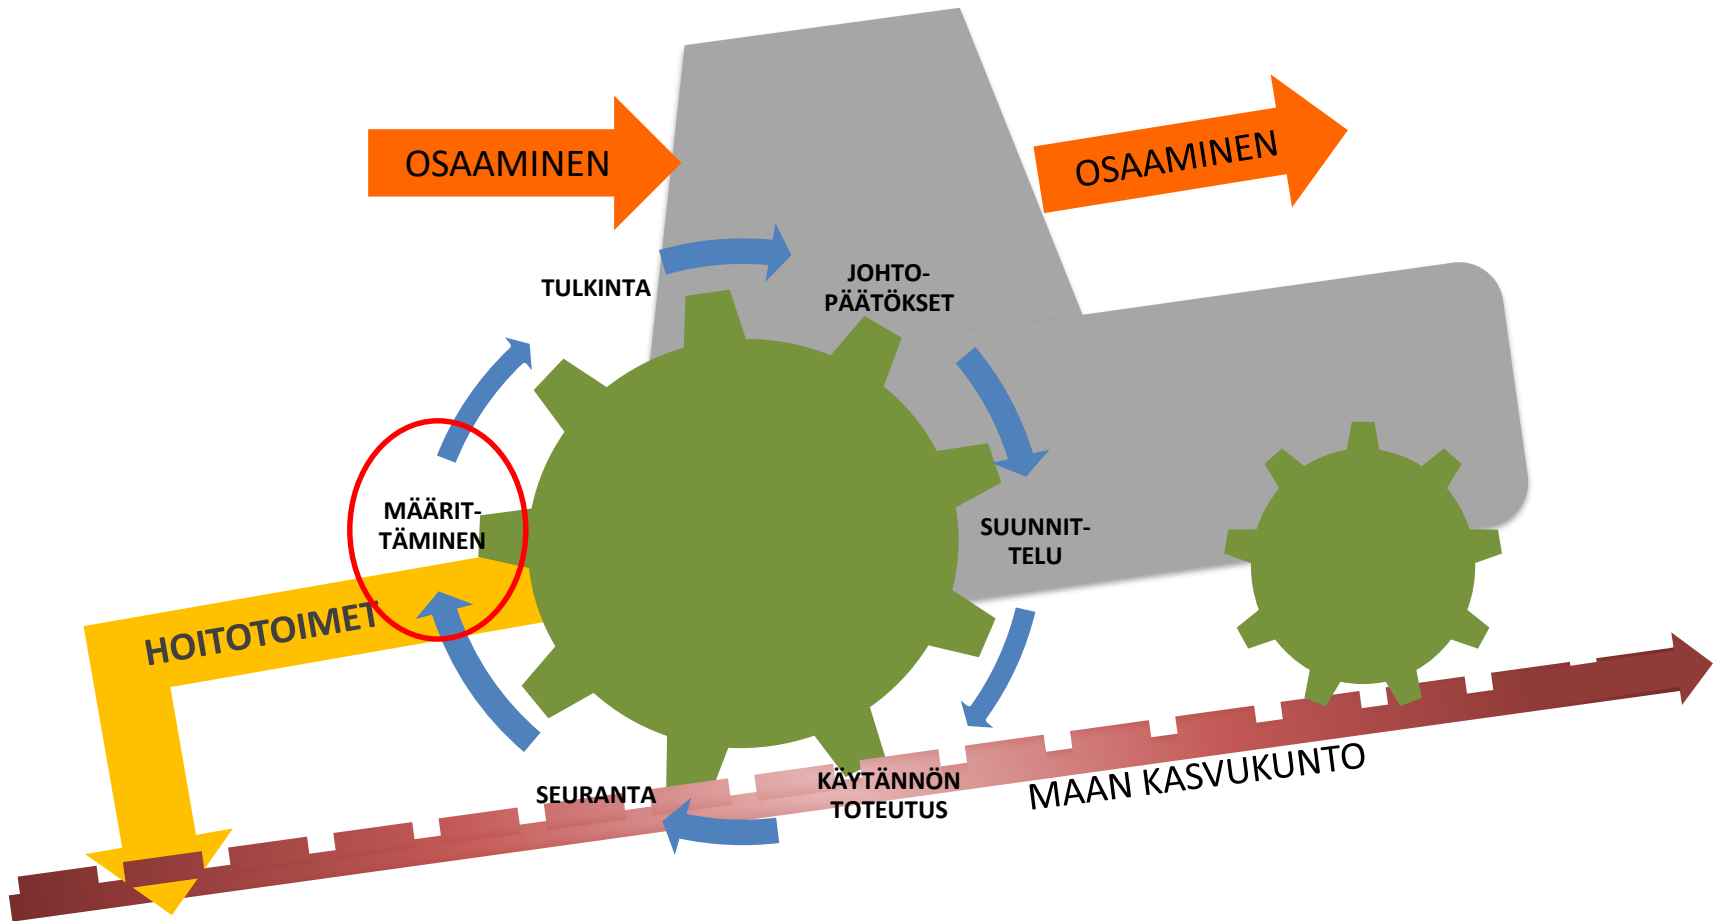 OSAAMINEN
OSAAMINEN
TULKINTA
JOHTO-
PÄÄTÖKSET
MÄÄRIT-
TÄMINEN
SUUNNIT-
TELU
HOITOTOIMET
SEURANTA
KÄYTÄNNÖN
TOTEUTUS
MAAN KASVUKUNTO